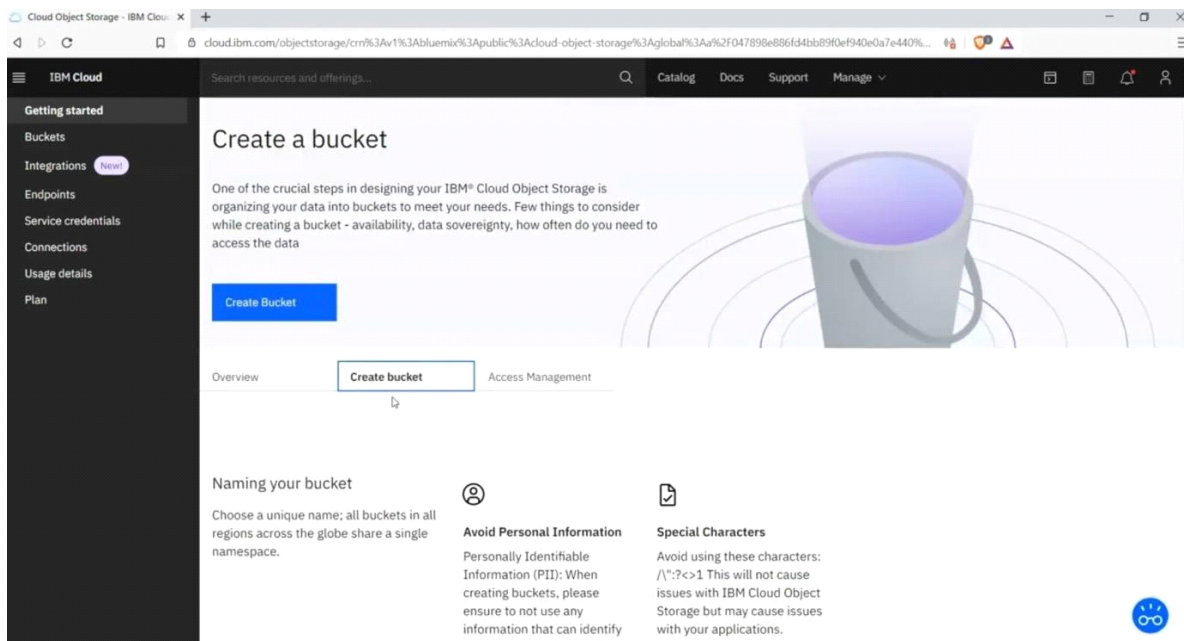 Cloud Object Storage - IBM Clou
cloud.ibm.com/objectstorage/crn%3Av1%3Abluemix%3Apublic%3Acloud-object-storage%3Aglobal%3Aa%2F047898e886fd4bb89f0ef940e0a7e440%...
IBM Cloud
Search resources and offerings...
Catalog
Docs
Support
Manage
Getting started
Buckets
Integrations New!
Endpoints
Service credentials
Connections
Usage details
Plan
Create a bucket
One of the crucial steps in designing your IBM® Cloud Object Storage is
organizing your data into buckets to meet your needs. Few things to consider
while creating a bucket - availability, data sovereignty, how often do you need to
access the data
Create Bucket
Overview
Create bucket
Access Management
Naming your bucket
Choose a unique name; all buckets in all
regions across the globe share a single
namespace.
Avoid Personal Information
Personally Identifiable
Information (PII): When
creating buckets, please
ensure to not use any
information that can identify
Special Characters
Avoid using these characters:
/\":?<>1 This will not cause
issues with IBM Cloud Object
Storage but may cause issues
with your applications.